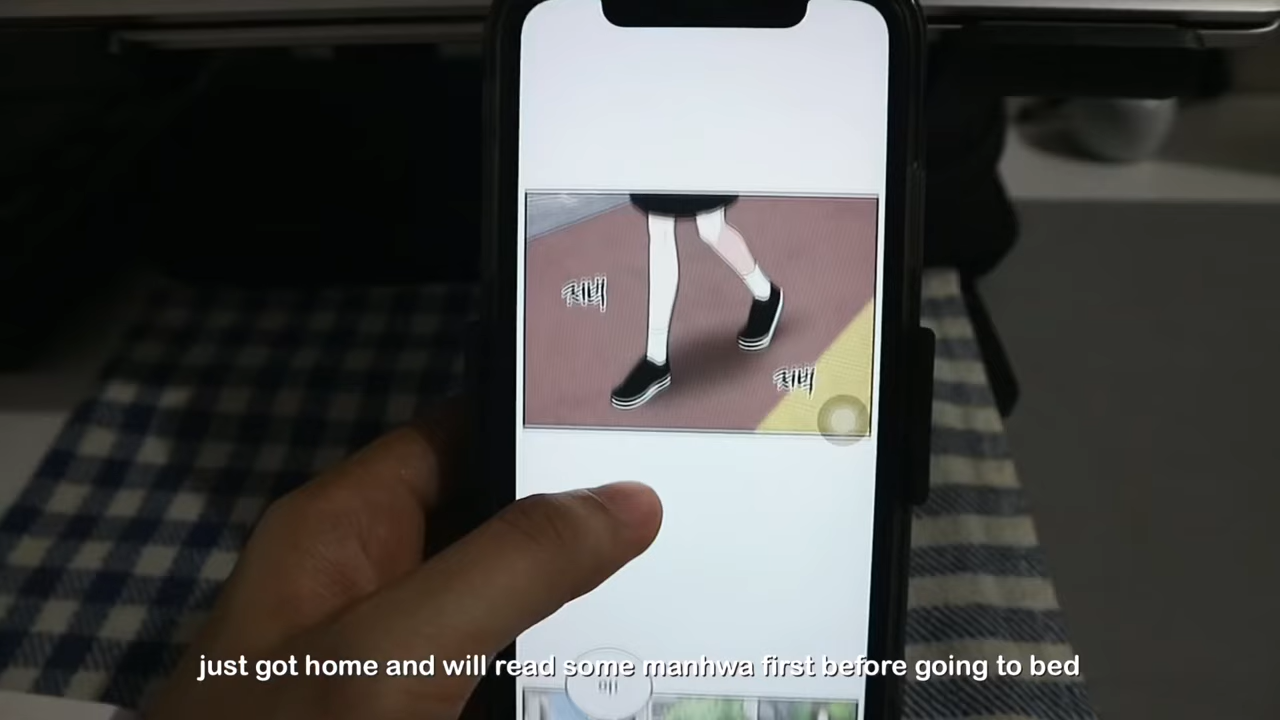 저벅
저벅
just got home and will read some manhwa first before going to bed